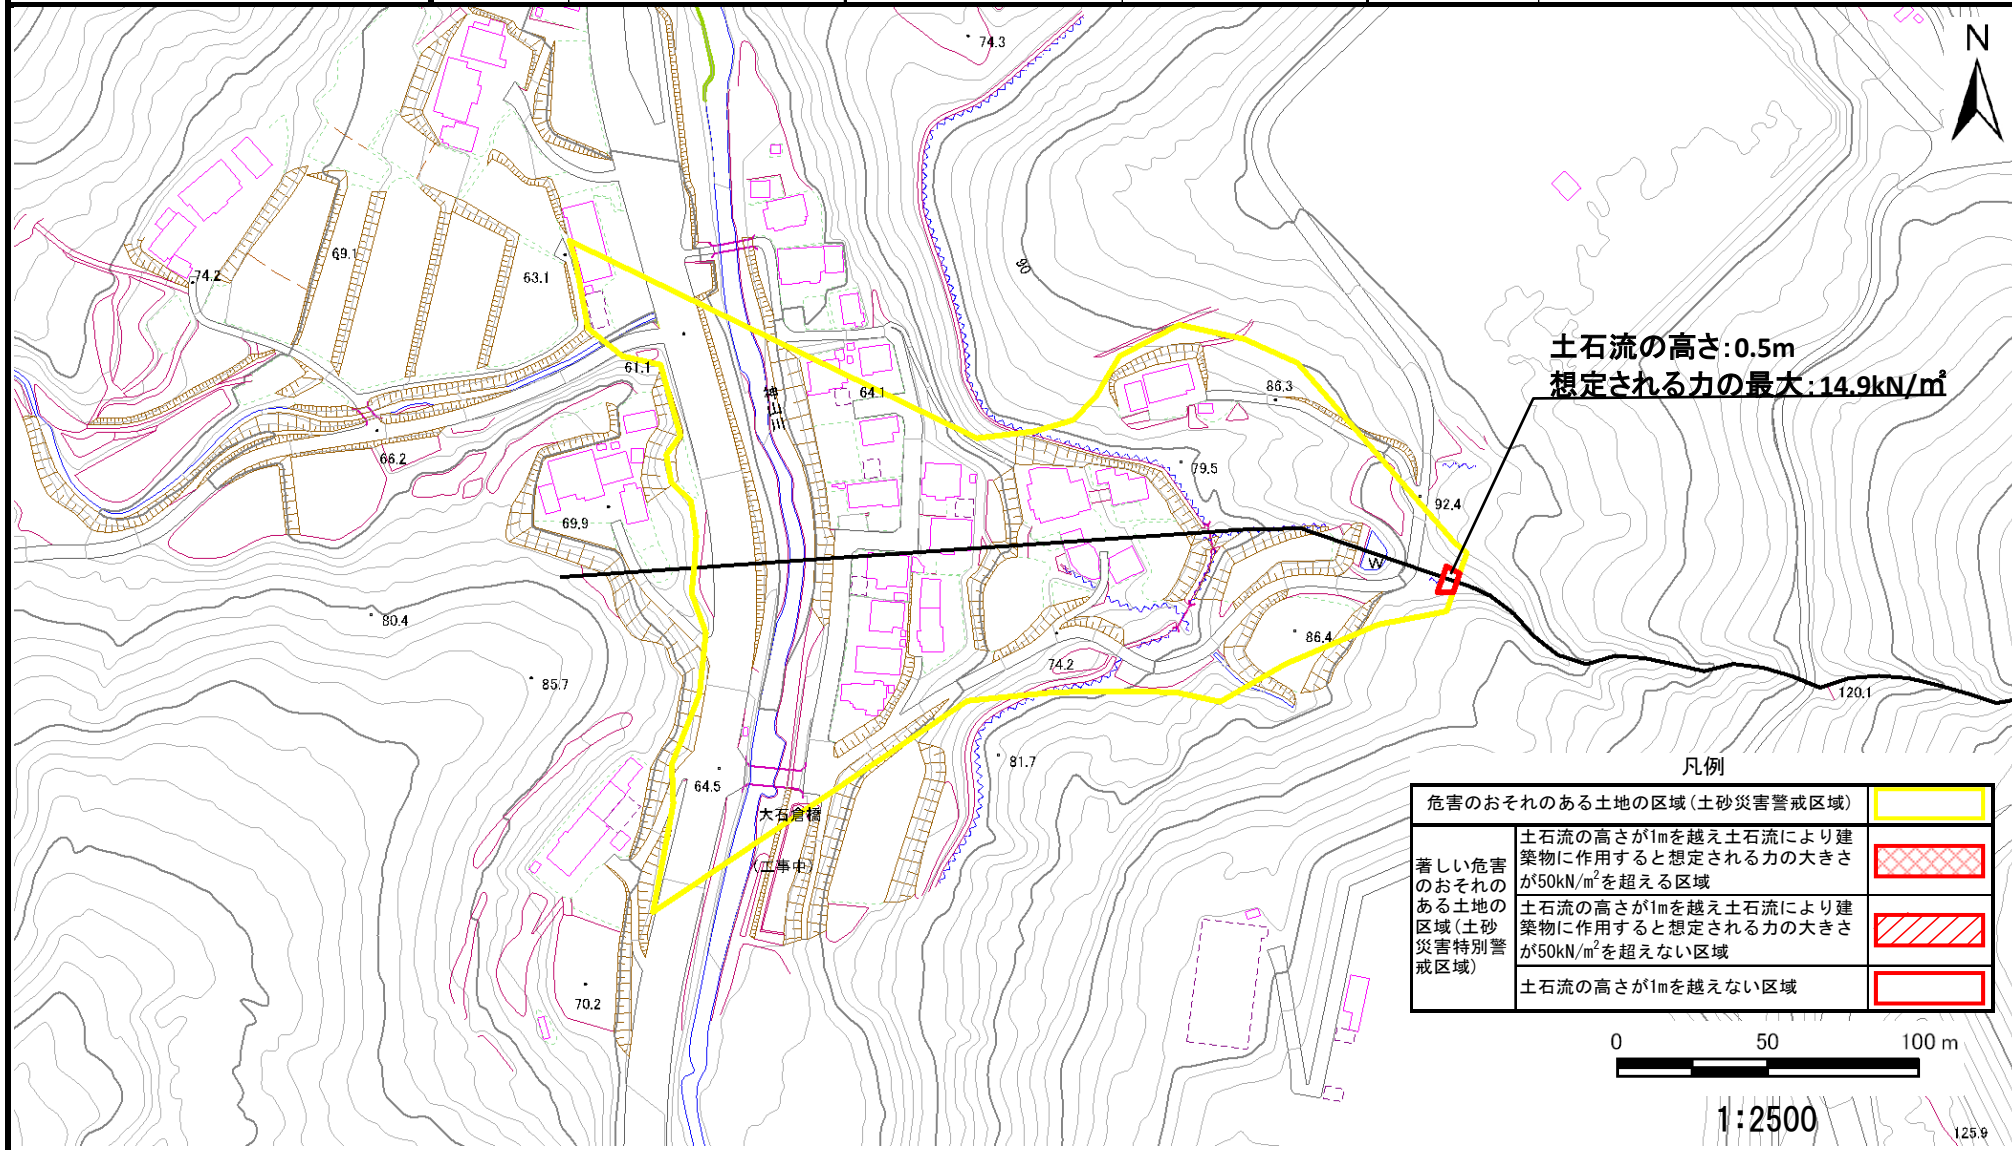 N
74.3
74.2
69.1
63.1
90
61.1
64.1
神山川
86.3
土石流の高さ:0.5m
想定される力の最大:14.9kN/㎡
66.2
79.5
92.4
69.9
W
80.4
86.4
74.2
85.7
120.1
81.7
64.5
大石倉橋
(工事中)
70.2
凡例
危害のおそれのある土地の区域(土砂災害警戒区域)
著しい危害
のおそれの
ある土地の
区域(土砂
災害特別警
戒区域)
土石流の高さが1mを越え土石流により建
築物に作用すると想定される力の大きさ
が50kN/m²を超える区域
土石流の高さが1mを越え土石流により建
築物に作用すると想定される力の大きさ
が50kN/m²を超えない区域
土石流の高さが1mを越えない区域
0 50 100 m
1:2500
125.9